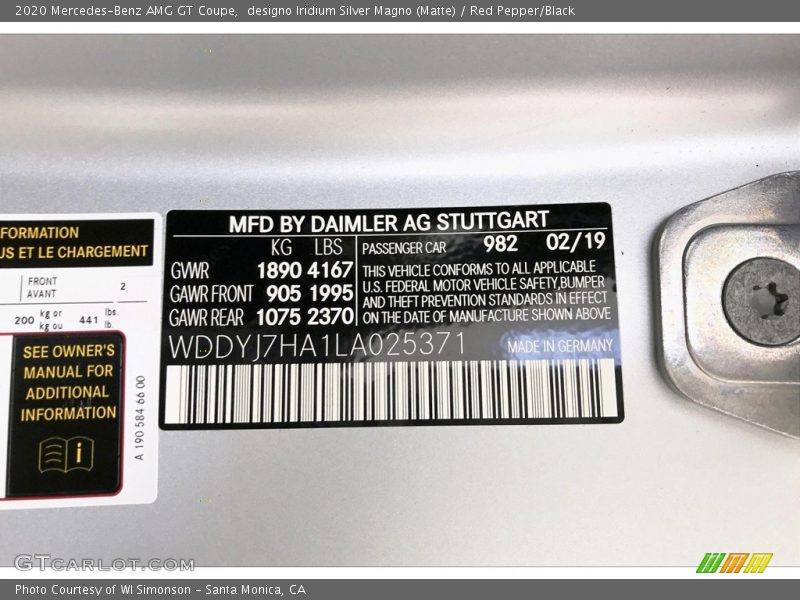 2020 Mercedes-Benz AMG GT Coupe,  designo Iridium Silver Magno (Matte) / Red Pepper/Black
FORMATION
US ET LE CHARGEMENT
FRONT
AVANT
2
200 kg or kg ou 441 lbs. lb.
SEE OWNER'S
MANUAL FOR
ADDITIONAL
INFORMATION
i
A 190 584 66 00
MFD BY DAIMLER AG STUTTGART
KG LBS
GVWR 1890 4167
GAWR FRONT 905 1995
GAWR REAR 1075 2370
PASSENGER CAR 982 02/19
THIS VEHICLE CONFORMS TO ALL APPLICABLE
U.S. FEDERAL MOTOR VEHICLE SAFETY,BUMPER
AND THEFT PREVENTION STANDARDS IN EFFECT
ON THE DATE OF MANUFACTURE SHOWN ABOVE
WDDYJ7HA1LA025371
MADE IN GERMANY
GTCARLOT.COM
Photo Courtesy of WI Simonson - Santa Monica, CA